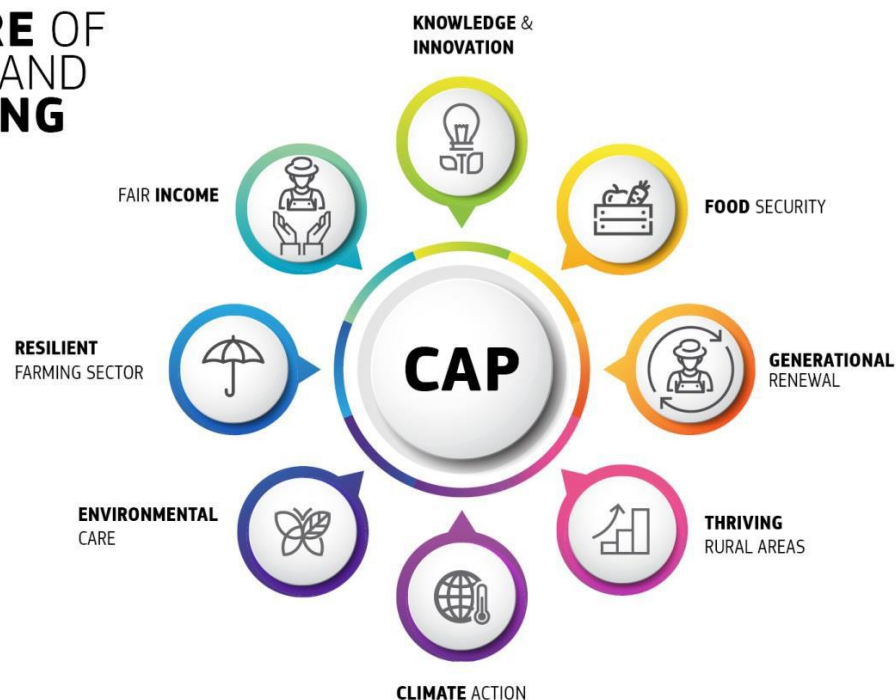 RE OF
AND
ING
KNOWLEDGE &
INNOVATION
FAIR INCOME
FOOD SECURITY
RESILIENT
FARMING SECTOR
CAP
GENERATIONAL
RENEWAL
ENVIRONMENTAL
CARE
THRIVING
RURAL AREAS
CLIMATE ACTION